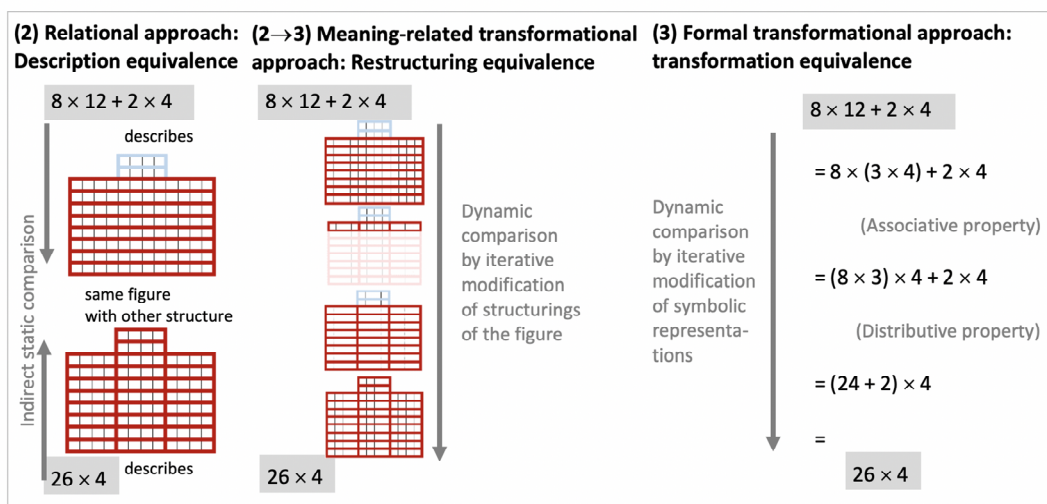 (2) Relational approach:
Description equivalence
8 × 12 + 2 × 4
describes
Indirect static comparison
same figure
with other structure
describes
26 × 4
(2→3) Meaning-related transformational
approach: Restructuring equivalence
8 × 12 + 2 × 4
Dynamic
comparison
by iterative
modification
of structurings
of the figure
26 × 4
(3) Formal transformational approach:
transformation equivalence
8 × 12 + 2 × 4
Dynamic
comparison
by iterative
modification
of symbolic
representa-
tions
= 8 × (3 × 4) + 2 × 4
(Associative property)
= (8 × 3) × 4 + 2 × 4
(Distributive property)
= (24 + 2) × 4
=
26 × 4